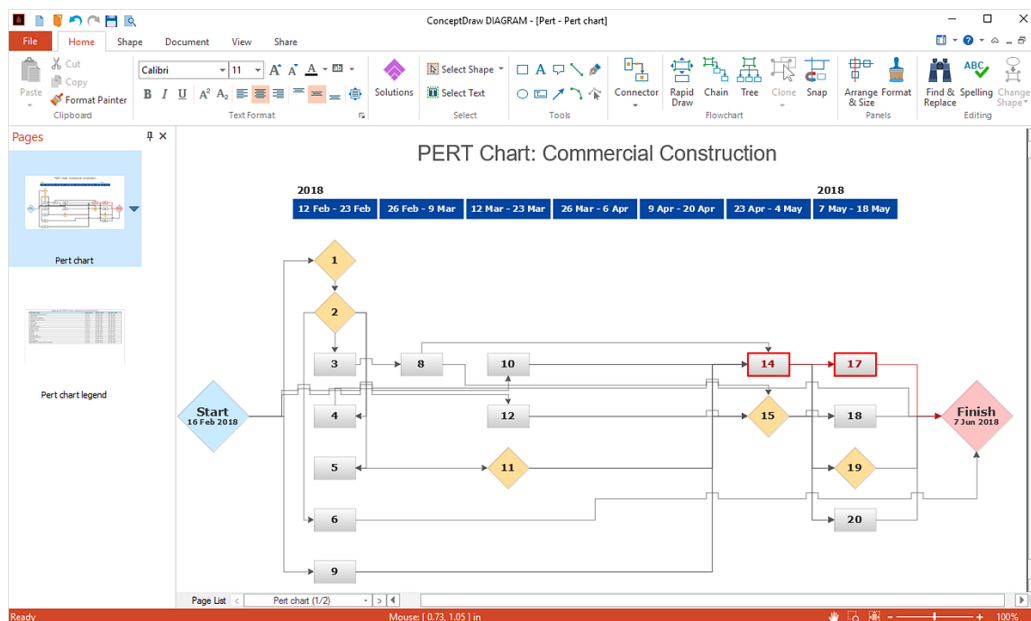 ConceptDraw DIAGRAM - [Pert - Pert chart]
File Home Shape Document View Share
Paste
Cut
Copy
Format Painter
Clipboard
Calibri 11
B I U A² A₂
Text Format
Solutions
Select Shape
Select Text
Select
Tools
Connector
Rapid Draw
Chain
Tree
Clone
Snap
Flowchart
Arrange & Size
Format
Panels
Find & Replace
Spelling
Change Shape
Editing
Pages
Pert chart
Pert chart legend
PERT Chart: Commercial Construction
2018 2018
12 Feb - 23 Feb 26 Feb - 9 Mar 12 Mar - 23 Mar 26 Mar - 6 Apr 9 Apr - 20 Apr 23 Apr - 4 May 7 May - 18 May
1
2
3 8 10 14 17
Start
16 Feb 2018
4 12 15 18
Finish
7 Jun 2018
5 11 19
6 20
9
Page List Pert chart (1/2)
Ready Mouse: [ 0.73, 1.05 ] in 100%